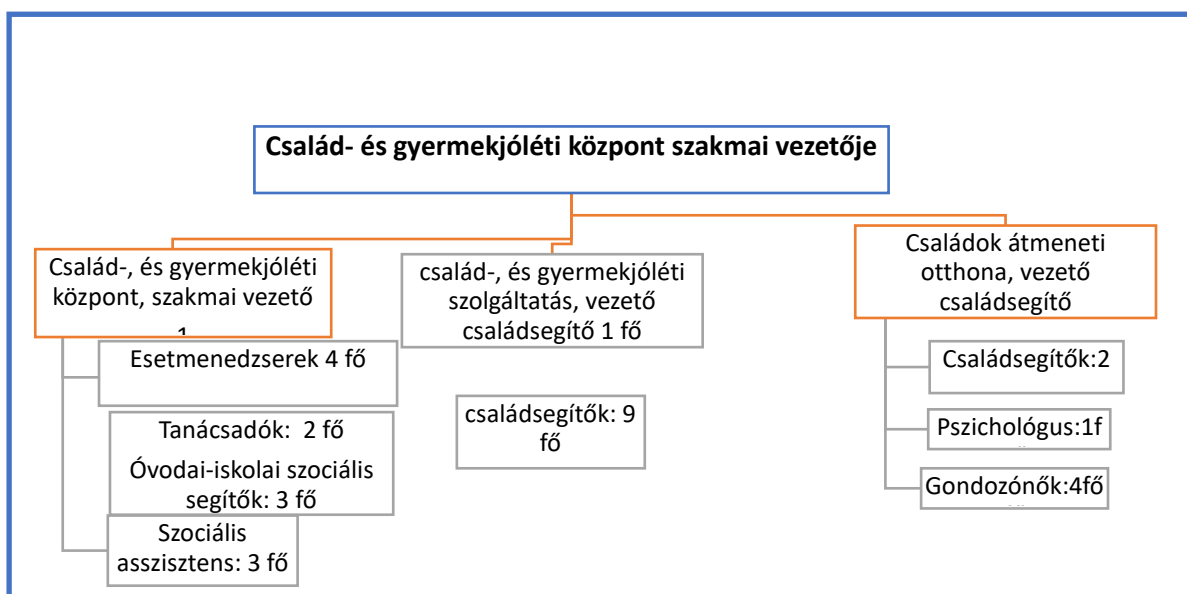 Család- és gyermekjóléti központ szakmai vezetője
Család-, és gyermekjóléti
központ, szakmai vezető
1
Esetmenedzserek 4 fő
Tanácsadók: 2 fő
Óvodai-iskolai szociális
segítők: 3 fő
Szociális
asszisztens: 3 fő
család-, és gyermekjóléti
szolgáltatás, vezető
családsegítő 1 fő
családsegítők: 9
fő
Családok átmeneti
otthona, vezető
családsegítő
Családsegítők:2
Pszichológus:1f
Gondozónők:4fő